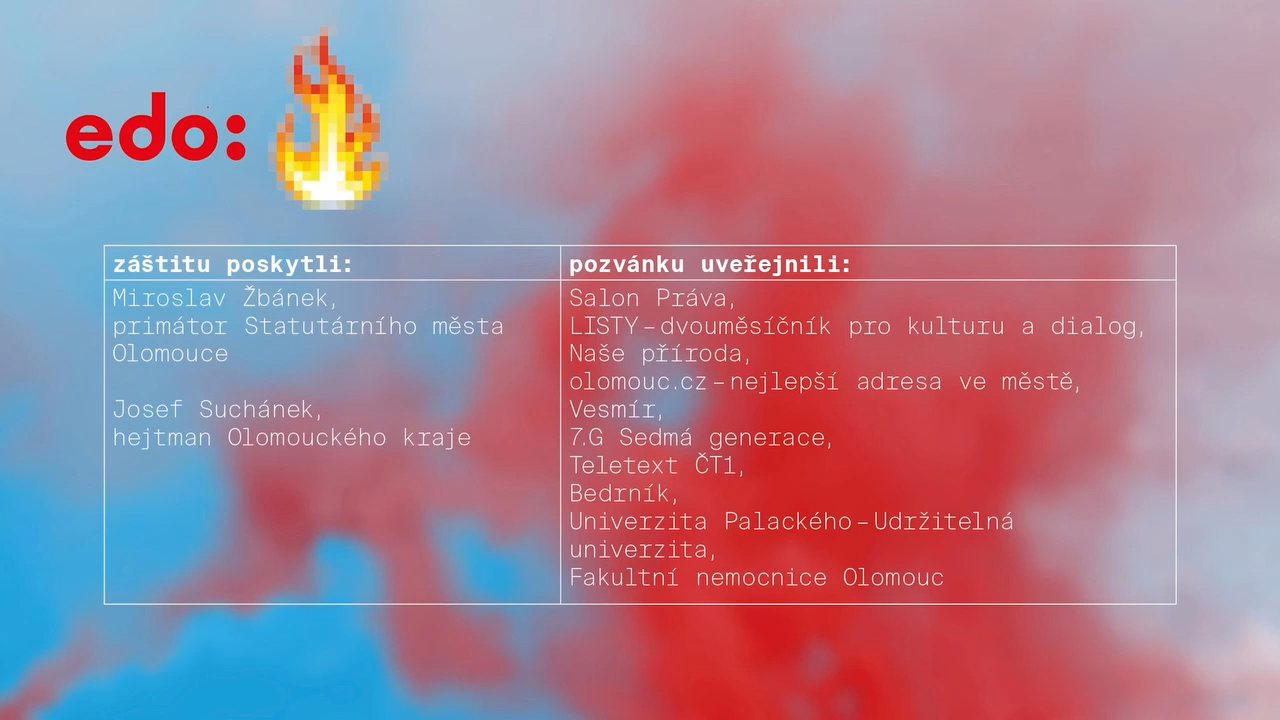 edo:
záštitu poskytli:
Miroslav Žbánek,
primátor Statutárního města
Olomouce
Josef Suchánek,
hejtman Olomouckého kraje
pozvánku uveřejnili:
Salon Práva,
LISTY – dvouměsíčník pro kulturu a dialog,
Naše příroda,
olomouc.cz – nejlepší adresa ve městě,
Vesmír,
7.G Sedmá generace,
Teletext ČT1,
Bedrník,
Univerzita Palackého – Udržitelná
univerzita,
Fakultní nemocnice Olomouc